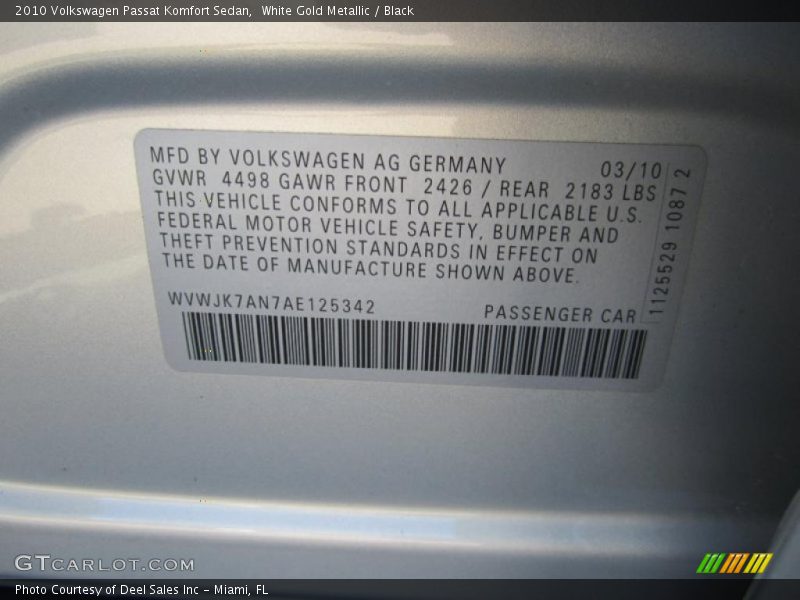 2010 Volkswagen Passat Komfort Sedan,  White Gold Metallic / Black
MFD BY VOLKSWAGEN AG GERMANY 03/10
GVWR 4498 GAWR FRONT 2426 / REAR 2183 LBS
THIS VEHICLE CONFORMS TO ALL APPLICABLE U.S.
FEDERAL MOTOR VEHICLE SAFETY, BUMPER AND
THEFT PREVENTION STANDARDS IN EFFECT ON
THE DATE OF MANUFACTURE SHOWN ABOVE.
WVWJK7AN7AE125342 PASSENGER CAR
1125529 1087 2
GTCARLOT.COM
Photo Courtesy of Deel Sales Inc - Miami, FL